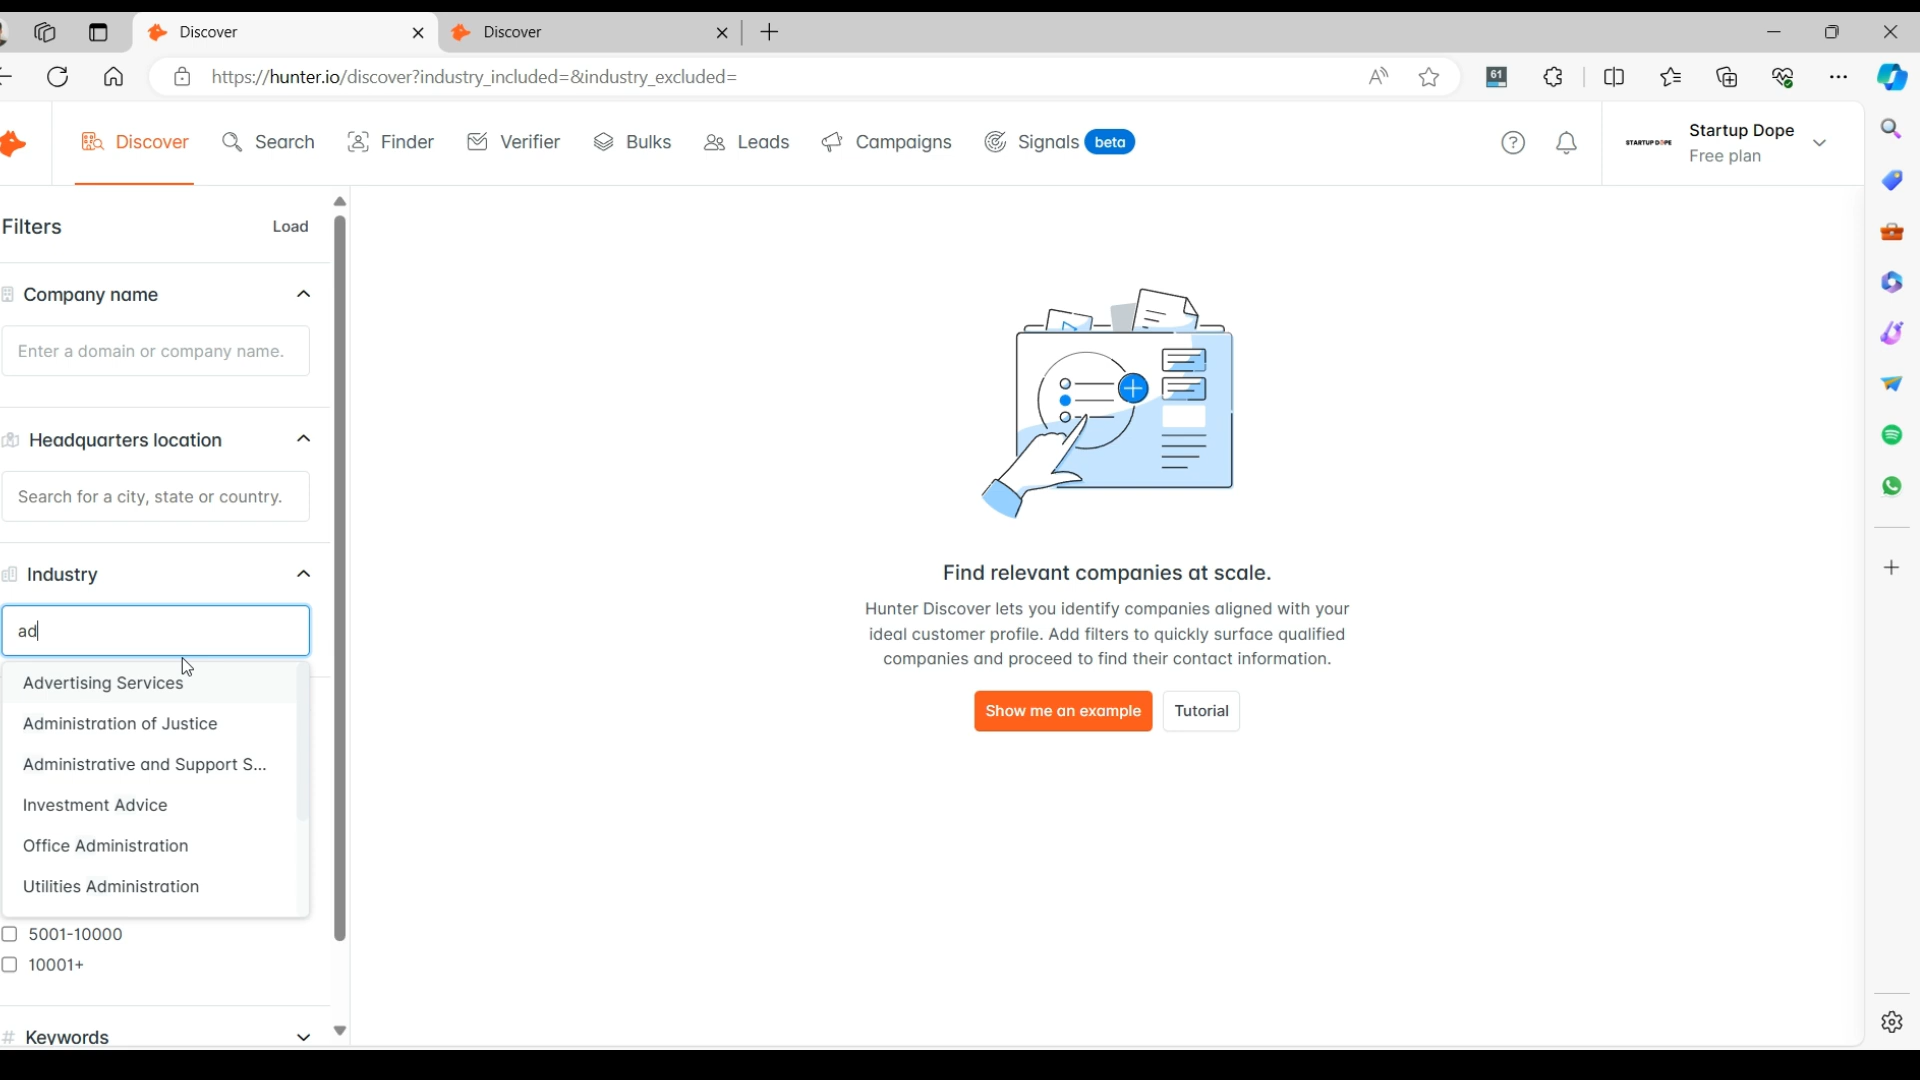 Discover
Discover
https://hunter.io/discover?industry_included=&industry_excluded=
61
Discover
Search
Finder
Verifier
Bulks
Leads
Campaigns
Signals beta
STARTUP DOPE
Startup Dope
Free plan
Filters
Load
Company name
Enter a domain or company name.
Headquarters location
Search for a city, state or country.
Industry
ad
Advertising Services
Administration of Justice
Administrative and Support S...
Investment Advice
Office Administration
Utilities Administration
5001-10000
10001+
# Keywords
Find relevant companies at scale.
Hunter Discover lets you identify companies aligned with your
ideal customer profile. Add filters to quickly surface qualified
companies and proceed to find their contact information.
Show me an example
Tutorial